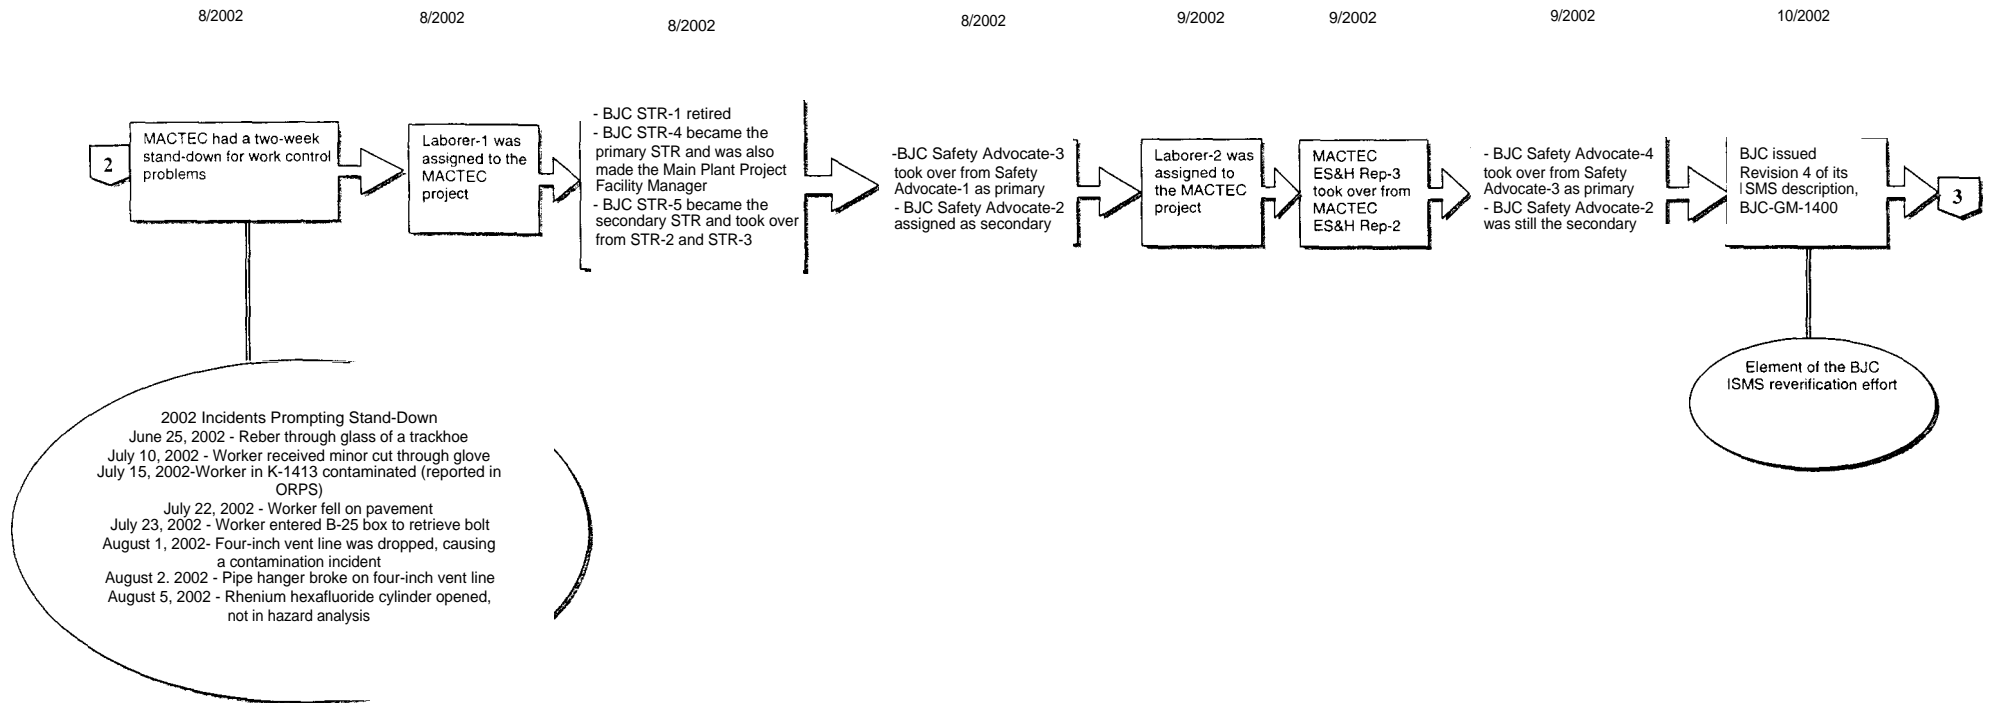 8/2002
8/2002
8/2002
8/2002
9/2002
9/2002
9/2002
10/2002
2
MACTEC had a two-week
stand-down for work control
problems
Laborer-1 was
assigned to the
MACTEC
project
- BJC STR-1 retired
- BJC STR-4 became the
primary STR and was also
made the Main Plant Project
Facility Manager
- BJC STR-5 became the
secondary STR and took over
from STR-2 and STR-3
-BJC Safety Advocate-3
took over from Safety
Advocate-1 as primary
- BJC Safety Advocate-2
assigned as secondary
Laborer-2 was
assigned to
the MACTEC
project
MACTEC
ES&H Rep-3
took over from
MACTEC
ES&H Rep-2
- BJC Safety Advocate-4
took over from Safety
Advocate-3 as primary
- BJC Safety Advocate-2
was still the secondary
BJC issued
Revision 4 of its
ISMS description,
BJC-GM-1400
3
2002 Incidents Prompting Stand-Down
June 25, 2002 - Reber through glass of a trackhoe
July 10, 2002 - Worker received minor cut through glove
July 15, 2002-Worker in K-1413 contaminated (reported in
ORPS)
July 22, 2002 - Worker fell on pavement
July 23, 2002 - Worker entered B-25 box to retrieve bolt
August 1, 2002- Four-inch vent line was dropped, causing
a contamination incident
August 2. 2002 - Pipe hanger broke on four-inch vent line
August 5, 2002 - Rhenium hexafluoride cylinder opened,
not in hazard analysis
Element of the BJC
ISMS reverification effort